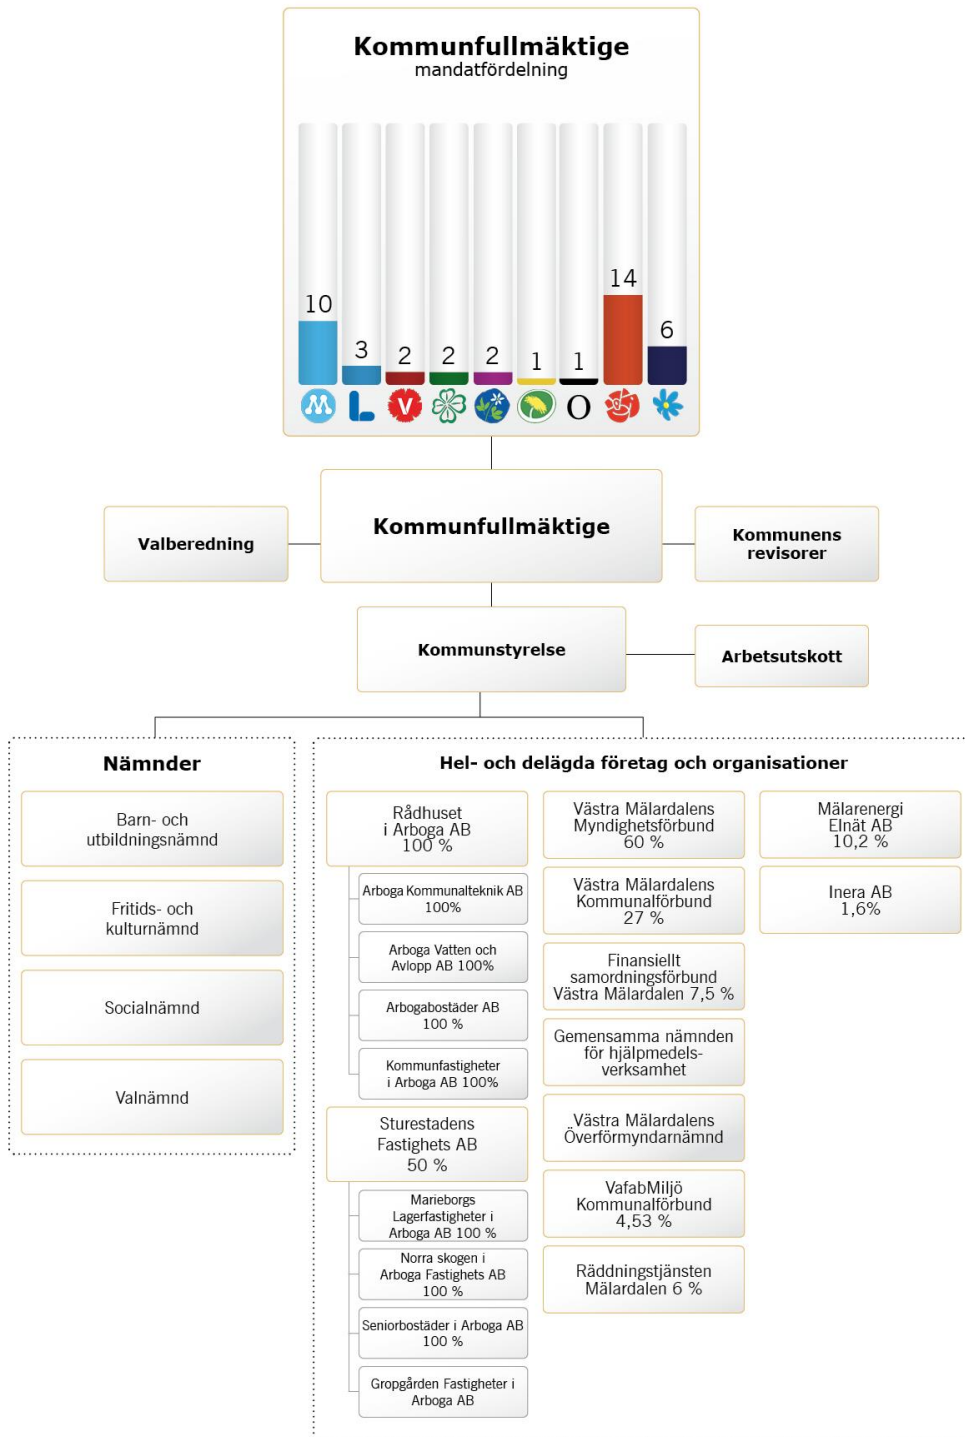 Kommunfullmäktige
mandatfördelning
10
3
2
2
2
1
1
14
6
M
L
V
O
Kommunfullmäktige
Valberedning
Kommunens
revisorer
Kommunstyrelse
Arbetsutskott
Nämnder
Barn- och
utbildningsnämnd
Fritids- och
kulturnämnd
Socialnämnd
Valnämnd
Hel- och delägda företag och organisationer
Rådhuset
i Arboga AB
100 %
Arboga Kommunalteknik AB
100%
Arboga Vatten och
Avlopp AB 100%
Arbogabostäder AB
100 %
Kommunfastigheter
i Arboga AB 100%
Sturestadens
Fastighets AB
50 %
Marieborgs
Lagerfastigheter i
Arboga AB 100 %
Norra skogen i
Arboga Fastighets AB
100 %
Seniorbostäder i Arboga AB
100 %
Gropgården Fastigheter i
Arboga AB
Västra Mälardalens
Myndighetsförbund
60 %
Västra Mälardalens
Kommunalförbund
27 %
Finansiellt
samordningsförbund
Västra Mälardalen 7,5 %
Gemensamma nämnden
för hjälpmedels-
verksamhet
Västra Mälardalens
Överförmyndarnämnd
VafabMiljö
Kommunalförbund
4,53 %
Räddningstjänsten
Mälardalen 6 %
Mälarenergi
Elnät AB
10,2 %
Inera AB
1,6%